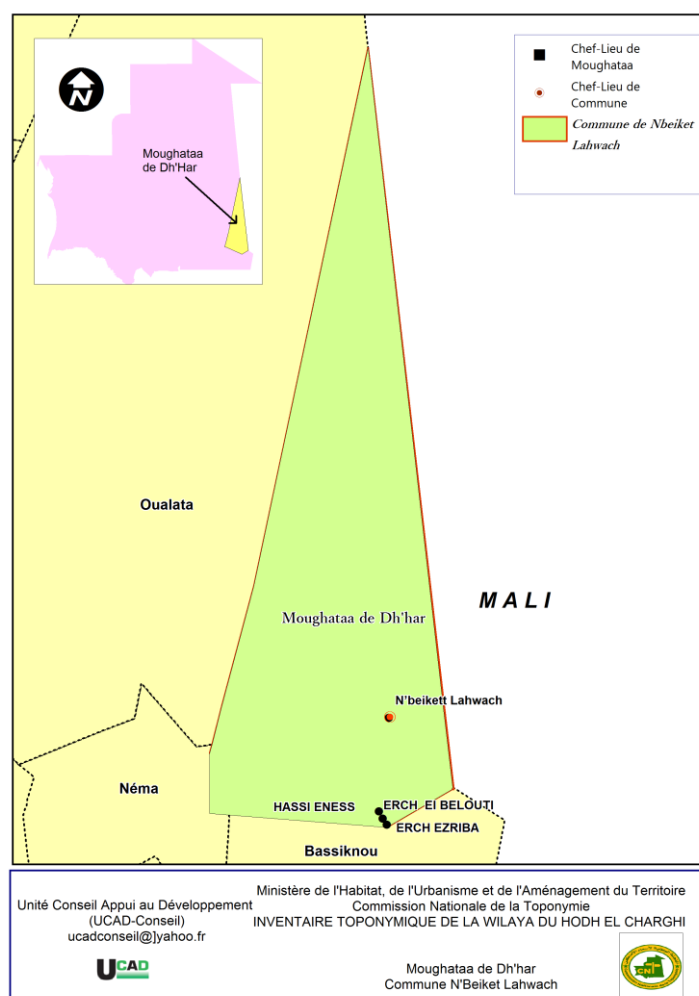 N
Moughataa
de Dh'Har
Chef-Lieu de
Moughataa
Chef-Lieu de
Commune
Commune de Nbeiket
Lahwach
Oualata
MALI
Moughataa de Dh'har
N'beikett Lahwach
Néma
HASSI ENESS
ERCH EI BELOUTI
ERCH EZRIBA
Bassiknou
Unité Conseil Appui au Développement
(UCAD-Conseil)
ucadconseil@]yahoo.fr
UCAD
Ministère de l'Habitat, de l'Urbanisme et de l'Aménagement du Territoire
Commission Nationale de la Toponymie
INVENTAIRE TOPONYMIQUE DE LA WILAYA DU HODH EL CHARGHI
Moughataa de Dh'har
Commune N'Beiket Lahwach
CNT